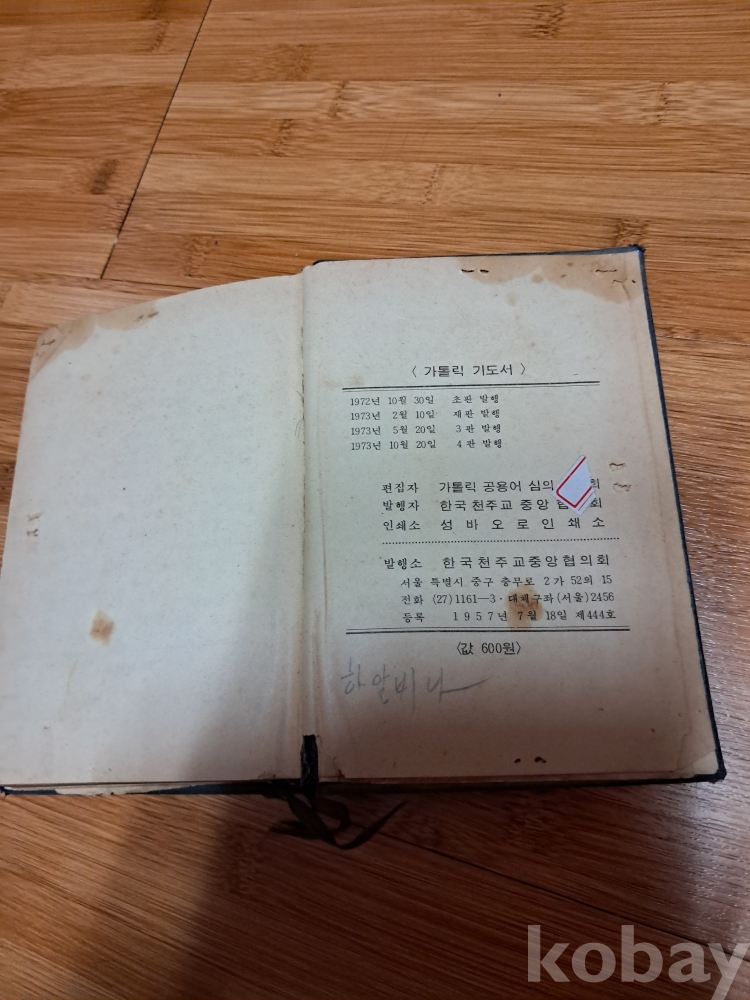 〈 가톨릭 기도서 〉
1972년 10월 30일 초판 발행
1973년 2월 10일 재판 발행
1973년 5월 20일 3 판 발행
1973년 10월 20일 4 판 발행
편집자 가톨릭 공용어 심의 회
발행자 한국 천주교 중앙 협의회
인쇄소 성 바 오 로 인 쇄 소
발행소 한국천주교중앙협의회
서울 특별시 중구 충무로 2 가 52의 15
전화 (27)1161—3·대체구좌(서울)2456
등록 1 9 5 7 년 7 월 18일 제444호
〈값 600원〉
하알비나
kobay